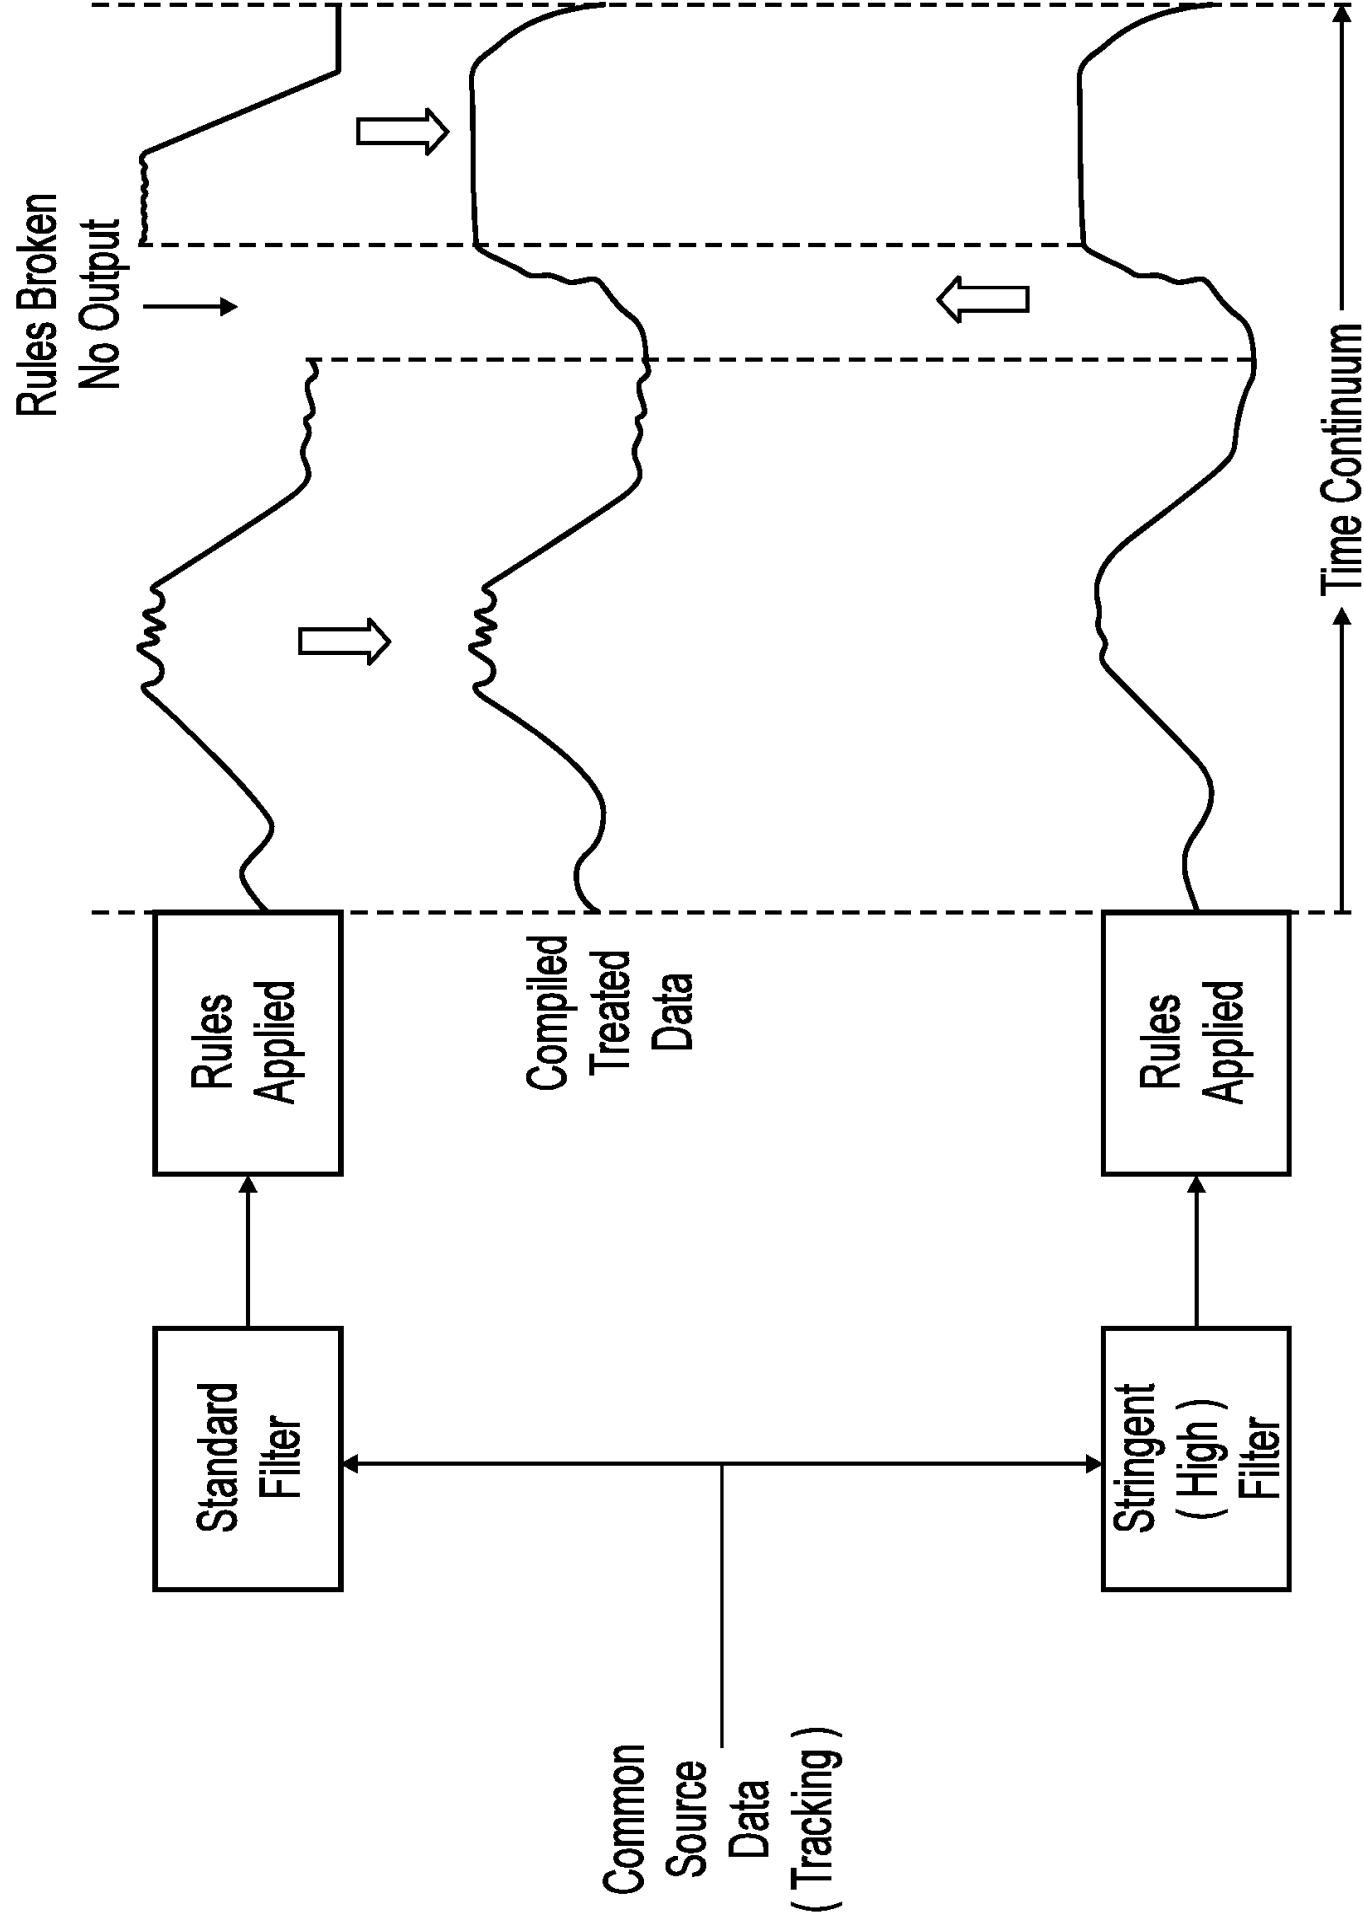 Common
Source
Data
( Tracking )
Standard
Filter
Rules
Applied
Rules Broken
No Output
Compiled
Treated
Data
Stringent
( High )
Filter
Rules
Applied
Time Continuum